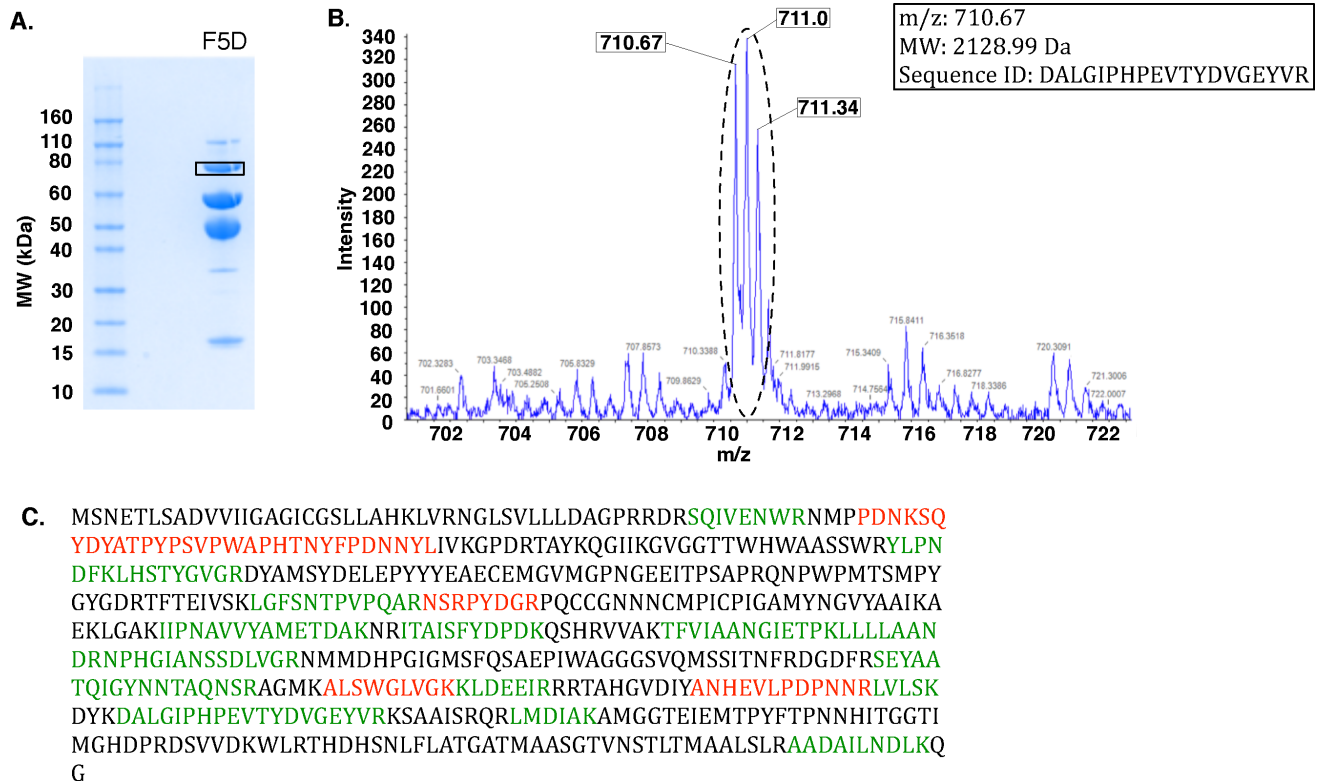 A.
F5D
160
110
80
60
50
40
30
20
15
10
MW (kDa)
B.
340
320
300
280
260
240
220
200
180
160
140
120
100
80
60
40
20
0
Intensity
710.67
711.0
711.34
702.3283
701.6601
703.3468
703.4882
705.2508
705.8329
707.8573
709.8629
710.3388
711.8177
711.9915
713.2968
714.7564
715.3409
715.8411
716.3518
716.8277
718.3386
720.3091
721.3006
722.0007
702 704 706 708 710 712 714 716 718 720 722
m/z
m/z: 710.67
MW: 2128.99 Da
Sequence ID: DALGIPHPEVTYDVGEYVR
C.
MSNETLSADVVIIGAGICGSLLAHKLVRNGLSVLLLDAGPRRDRSQIVENWRNMPPDNKSQ
YDYATPYPSVPWAPHTNYFPDNNYLIVKGPDRTAYKQGIIKGVGGTTWHWAASSWRYLPN
DFKLHSTYGVGRDYAMSYDELEPYYYEAECEMGVMGPNGEEITPSAPRQNPWPMTSMPY
GYGDRTFTEIVSKLGFSNTPVPQARNSRPYDGRPQCCGNNNCMPICPIGAMYNGVYAAIKA
EKLGAKIIPNAVVYAMETDAKNRITAISFYDPDKQSHRVVAKTFVIAANGIETPKLLLLAAN
DRNPHGIANSSDLVGRNMMDHPGIGMSFQSAEPIWAGGGSVQMSSITNFRDGDFRSEYAA
TQIGYNNTAQNSRAGMKALSWGLVGKKLDEEIRRRTAHGVDIYANHEVLPDPNNRLVLSK
DYKDALGIPHPEVTYDVGEYVRKSAAISRQRLMDIAKAMGGTEIEMTPYFTPNNHITGGTI
MGHDPRDSVVDKWLRTHDHSNLFLATGATMAASGTVNSTLTMAALSLRAADAILNDLKQ
G